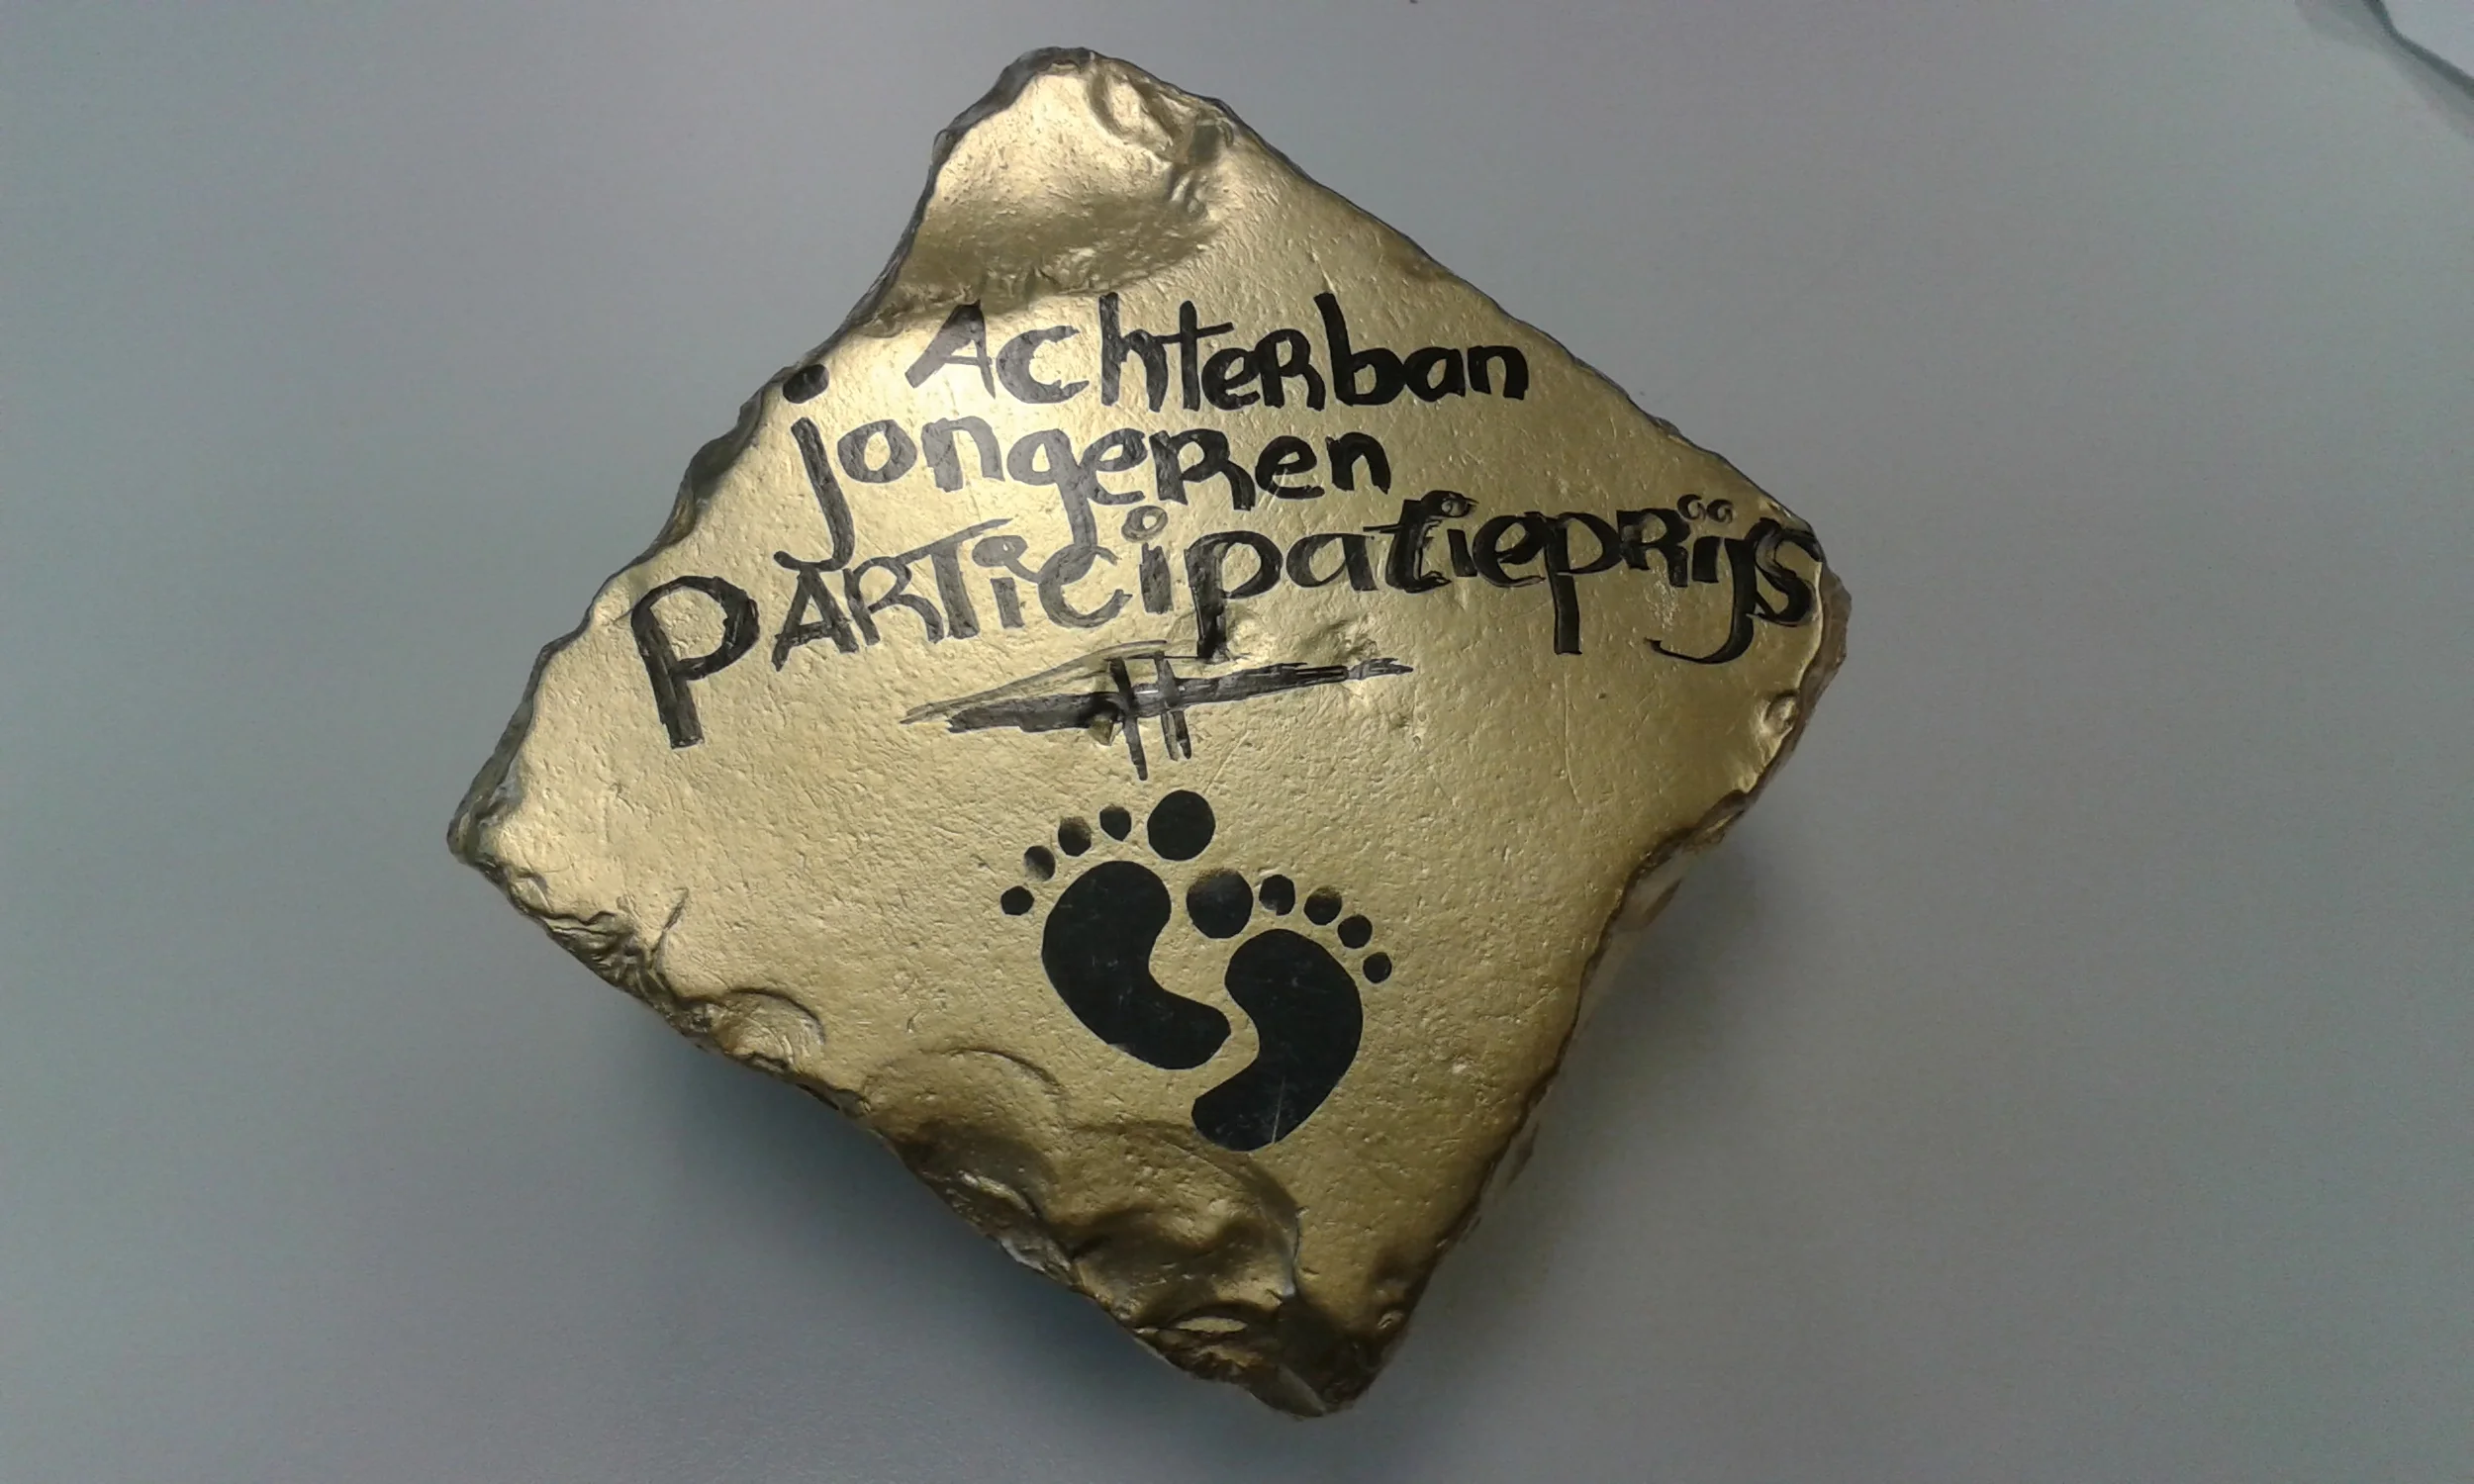 Achterban
jongeren
Participatieprijs